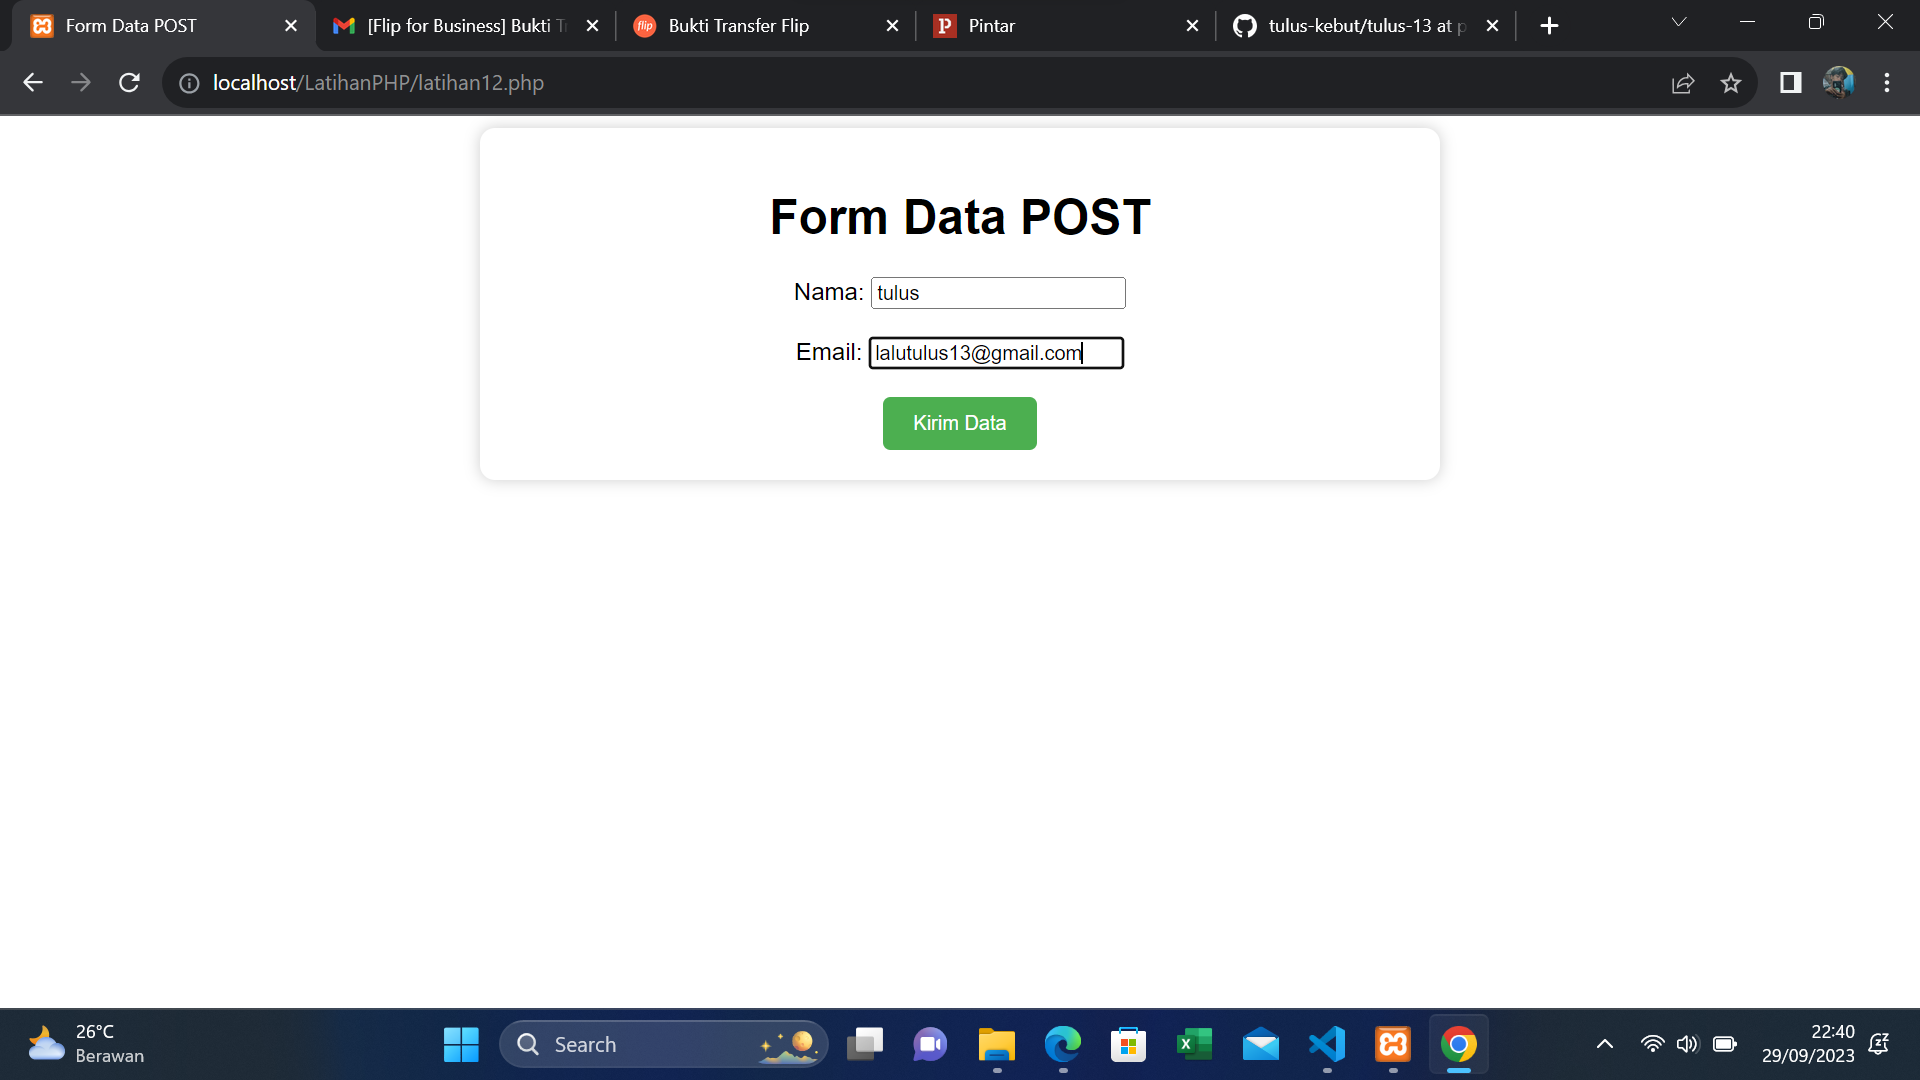 Form Data POST
[Flip for Business] Bukti
flip
Bukti Transfer Flip
Pintar
tulus-kebut/tulus-13 at p
localhost/LatihanPHP/latihan12.php
Form Data POST
Nama: tulus
Email: lalutulus13@gmail.com
Kirim Data
26°C
Berawan
Search
22:40
29/09/2023